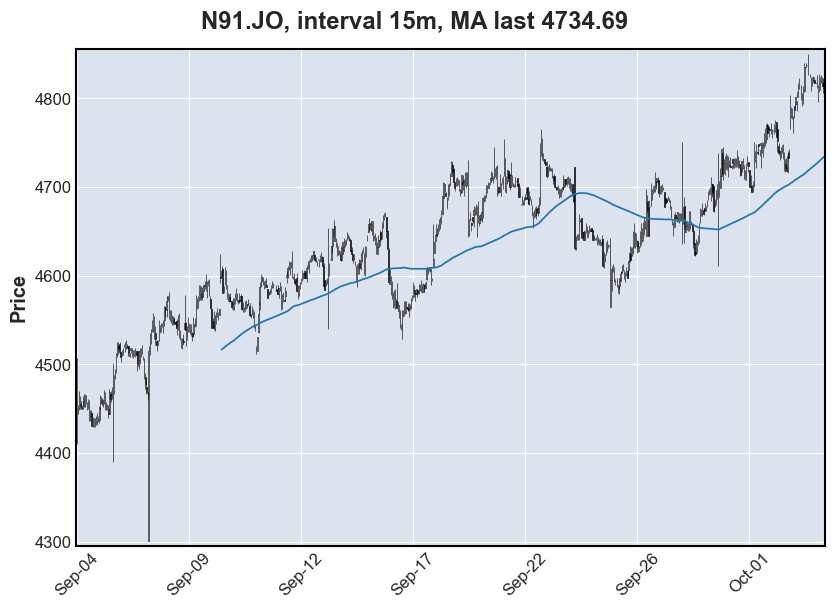 N91.JO, interval 15m, MA last 4734.69
Price
4800
4700
4600
4500
4400
4300
Sep-04
Sep-09
Sep-12
Sep-17
Sep-22
Sep-26
Oct-01